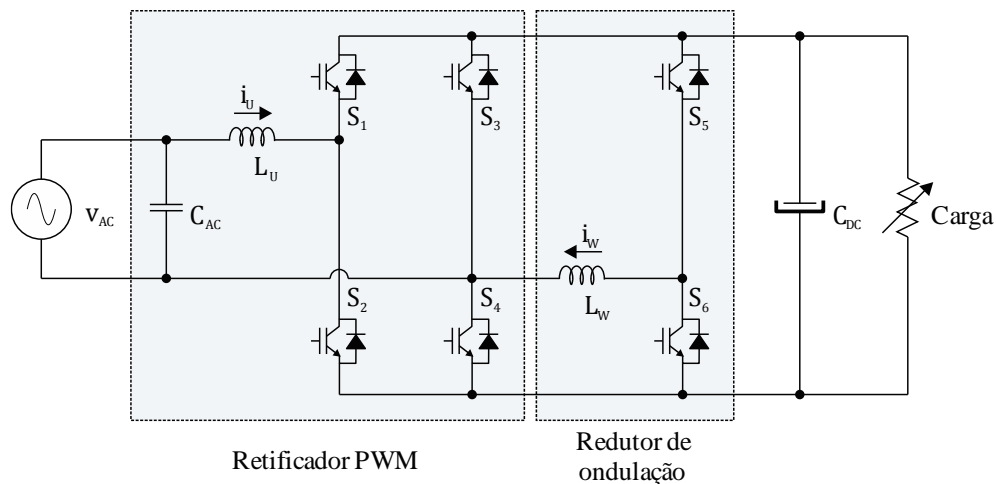 i_U
S_1
S_3
S_5
L_U
v_AC
C_AC
C_DC
Carga
i_W
S_2
S_4
L_W
S_6
Retificador PWM
Redutor de
ondulação